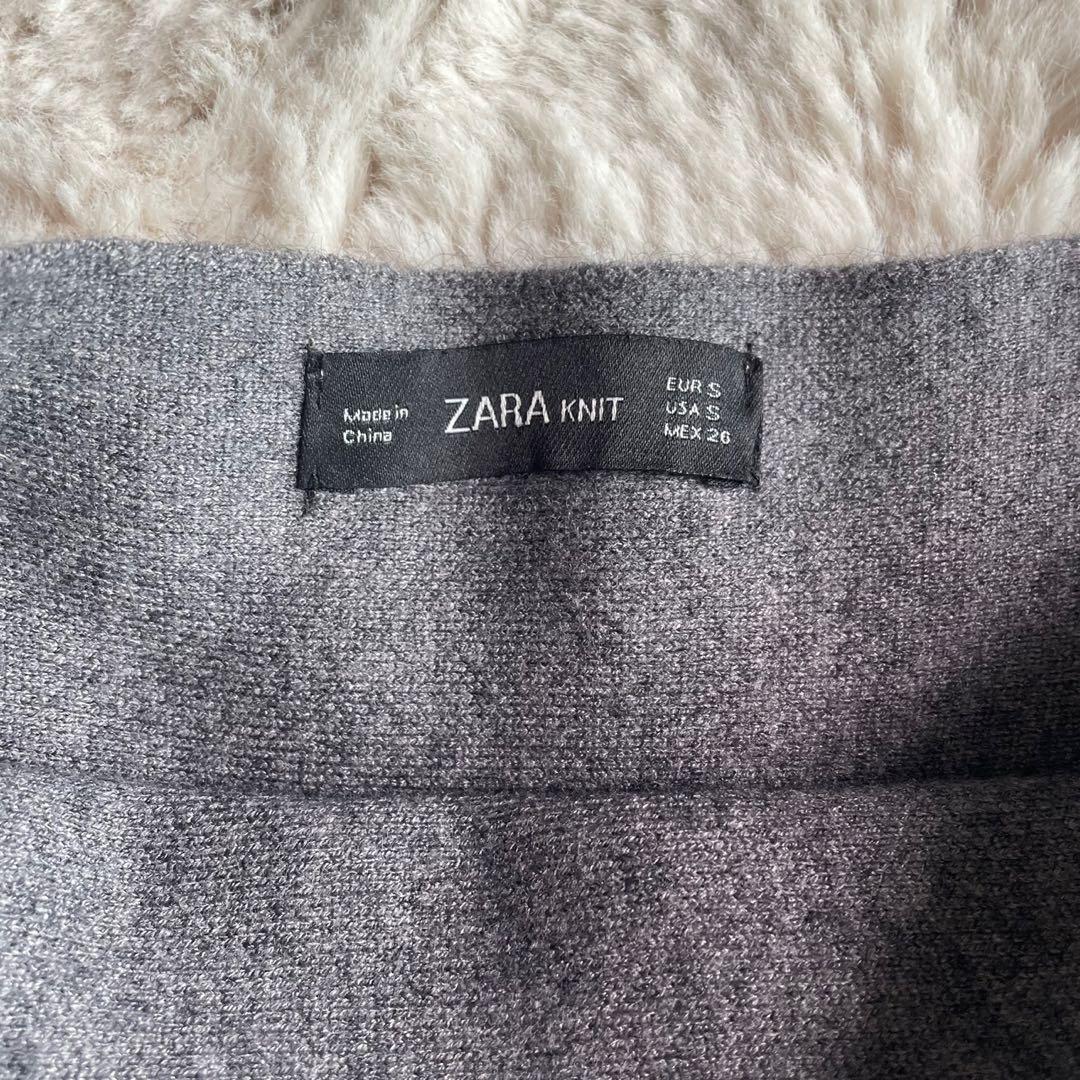 Made in
China
ZARA KNIT
EUR S
USA S
MEX 26